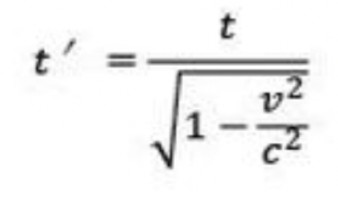 t ′ = t / √(1 − v²/c²)